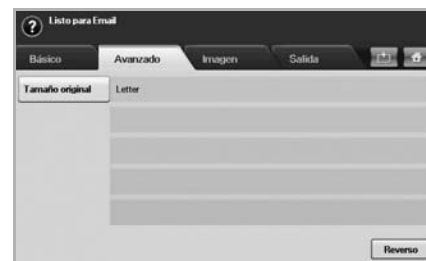 Listo para Email
Básico Avanzado Imagen Salida
Tamaño original Letter
Reverso